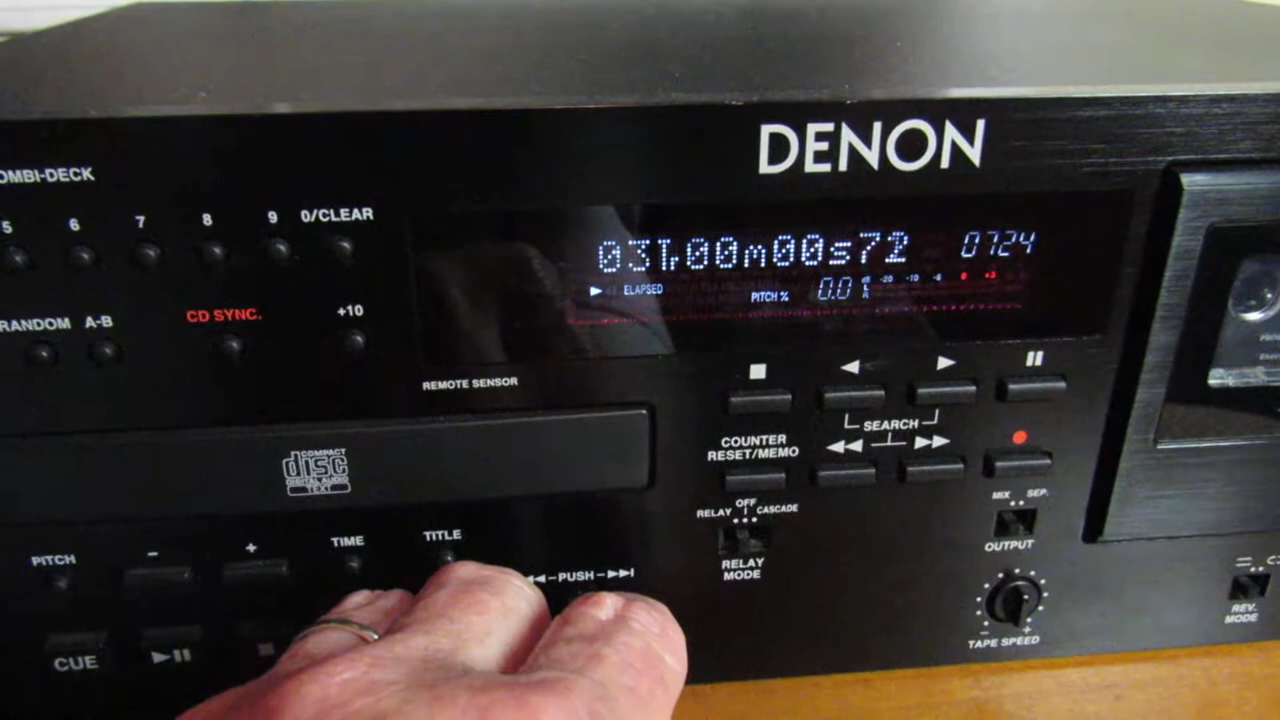 DENON
OMBI-DECK
5 6 7 8 9 0/CLEAR
RANDOM A-B CD SYNC. +10
0724
ELAPSED PITCH % 0.0 -20 -10 -6 0 +3
REMOTE SENSOR
COMPACT
disc
DIGITAL AUDIO
TEXT
SEARCH
COUNTER
RESET/MEMO
RELAY OFF CASCADE
RELAY
MODE
MIX SEP.
OUTPUT
PITCH - + TIME TITLE
PUSH
CUE
- +
TAPE SPEED
REV.
MODE